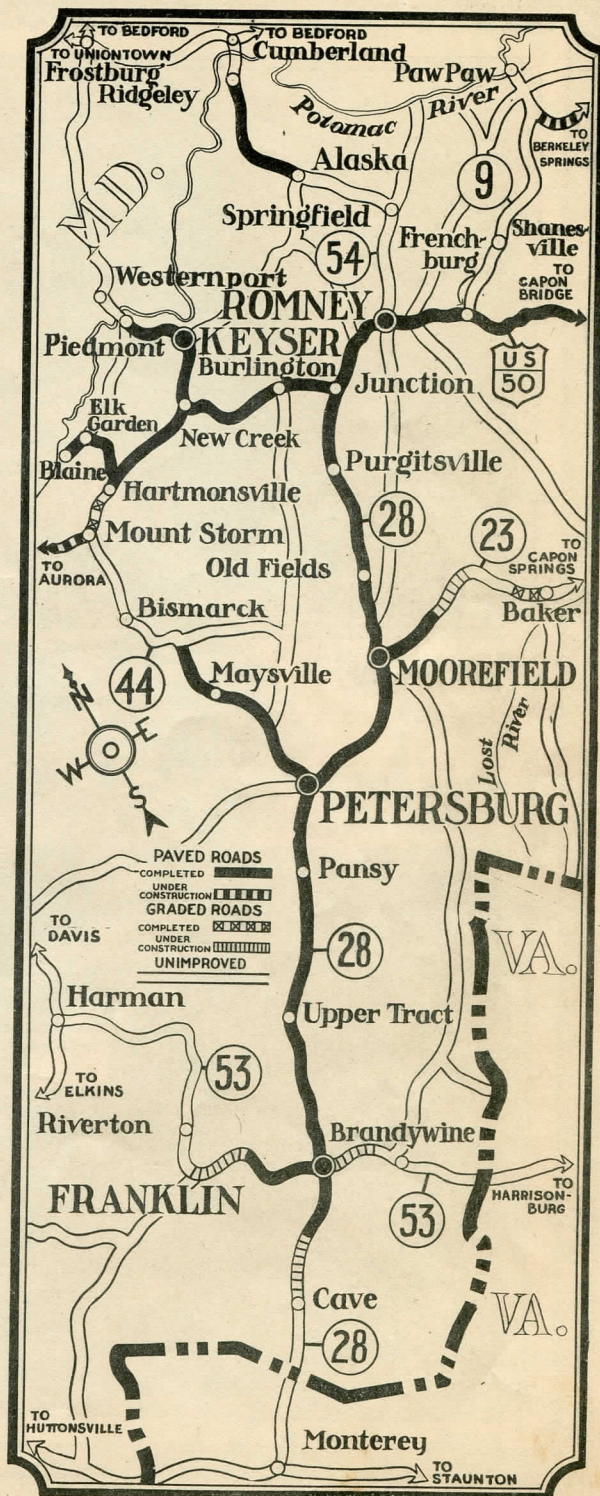 TO BEDFORD
TO BEDFORD
TO UNIONTOWN
Cumberland
Frostburg
PawPaw
Ridgeley
Potomac River
TO
BERKELEY
SPRINGS
Alaska
MD.
9
Springfield
54
French-
burg
Shanes-
ville
TO
CAPON
BRIDGE
Westernport
ROMNEY
Piedmont
KEYSER
US
50
Burlington
Junction
Elk
Garden
New Creek
Blaine
Purgitsville
Hartmonsville
28
23
Mount Storm
TO
CAPON
SPRINGS
TO
AURORA
Old Fields
Baker
Bismarck
MOOREFIELD
44
Maysville
N
E
W
S
Lost
River
PETERSBURG
PAVED ROADS
COMPLETED
UNDER
CONSTRUCTION
GRADED ROADS
COMPLETED
UNDER
CONSTRUCTION
UNIMPROVED
Pansy
TO
DAVIS
28
VA.
Harman
Upper Tract
53
TO
ELKINS
Riverton
Brandywine
FRANKLIN
TO
HARRISON-
BURG
53
Cave
VA.
28
TO
HUTTONSVILLE
Monterey
TO
STAUNTON